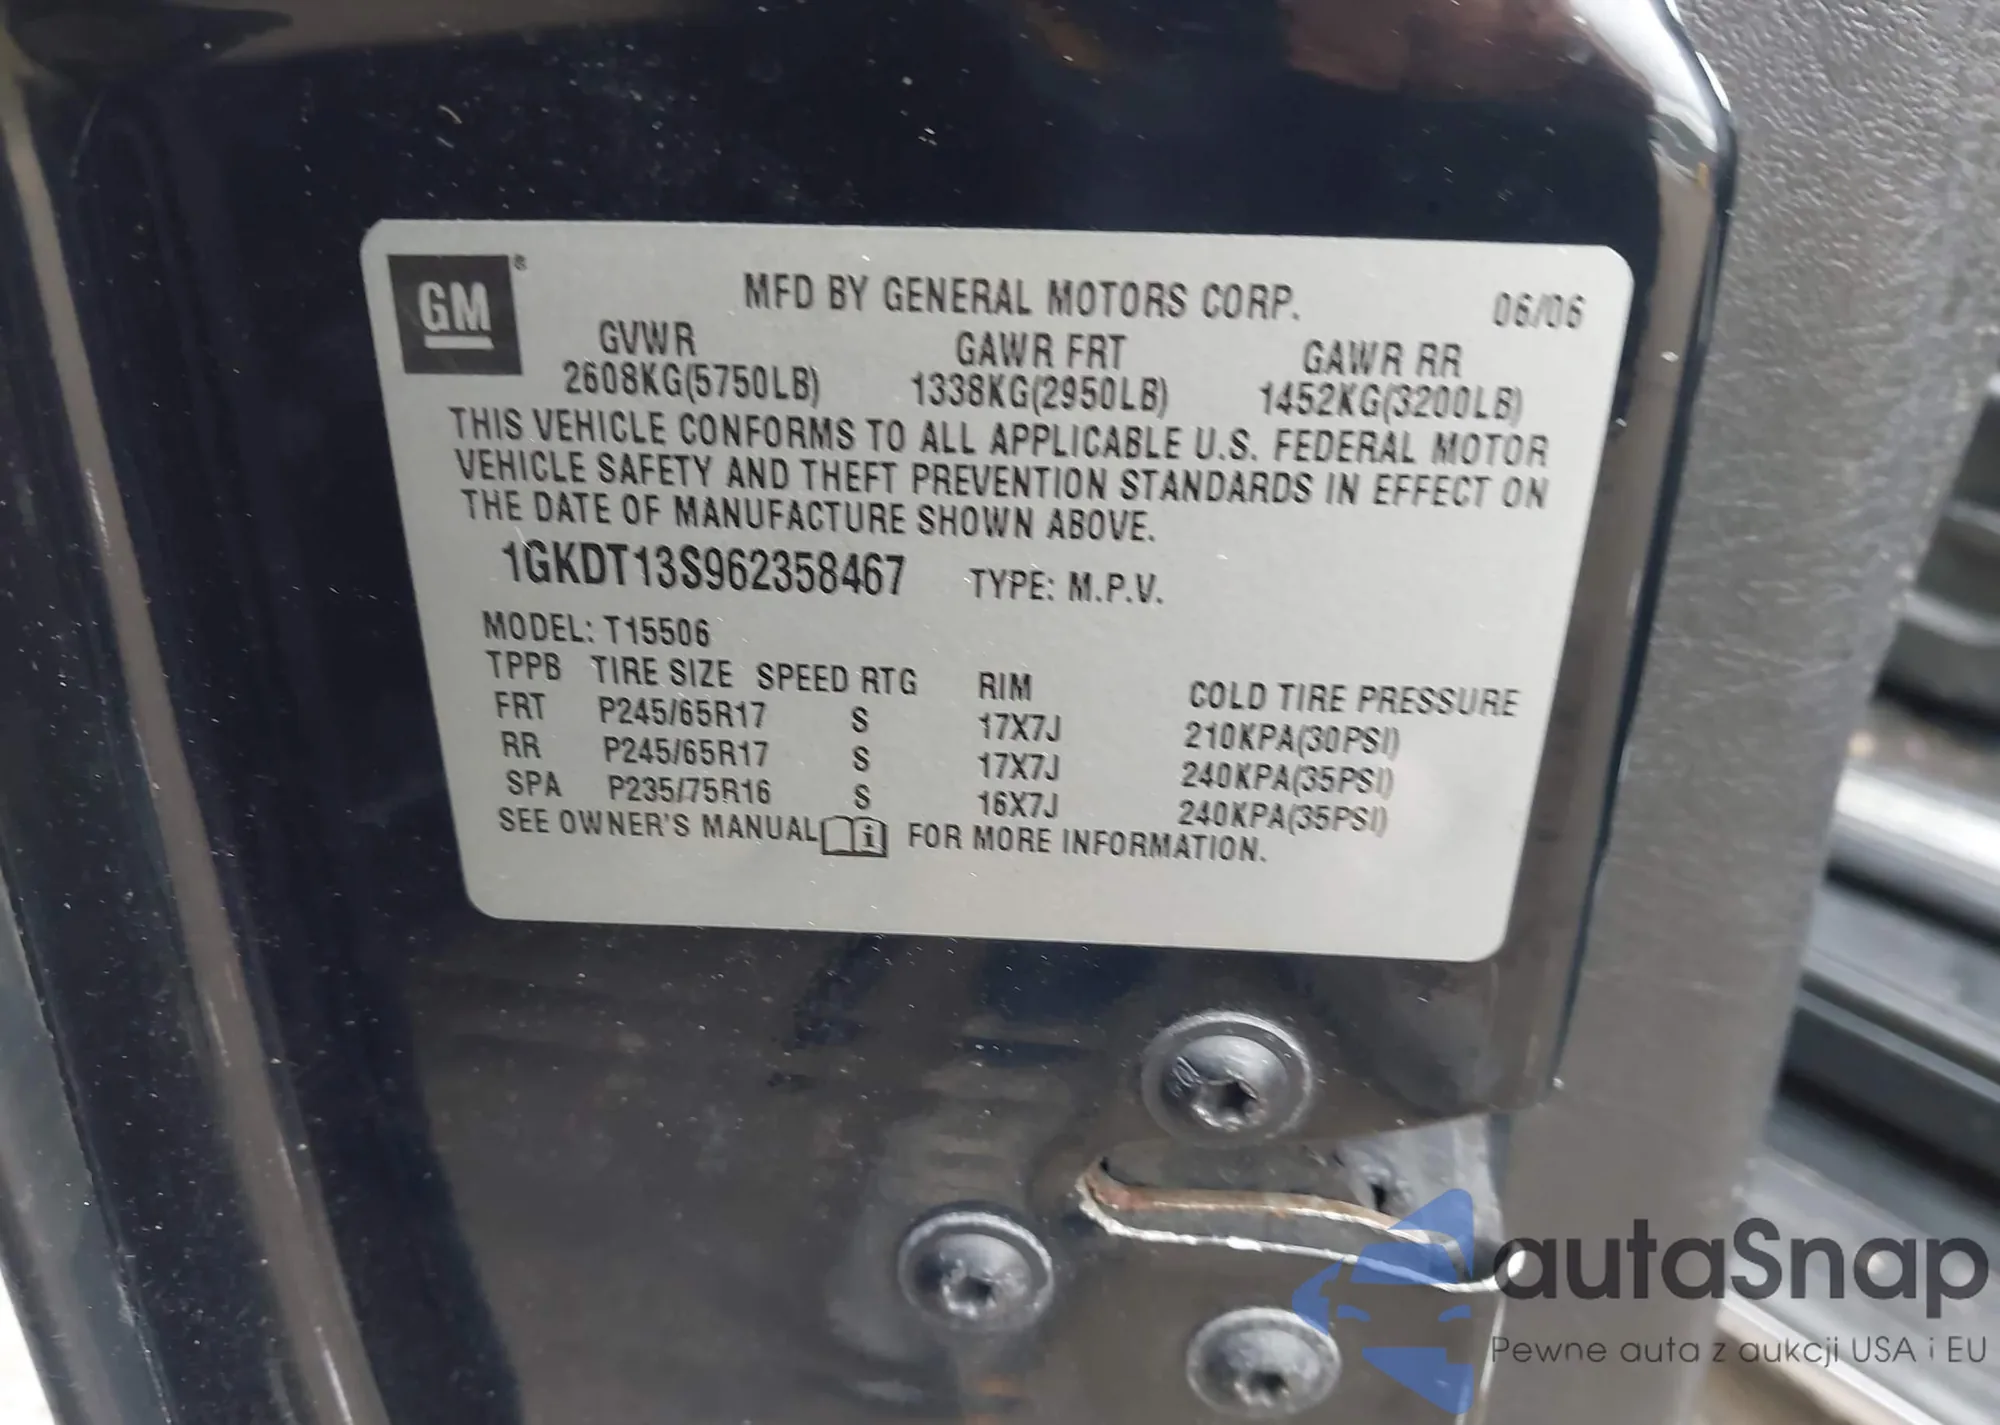 GM®
MFD BY GENERAL MOTORS CORP. 06/06
GVWR GAWR FRT GAWR RR
2608KG(5750LB) 1338KG(2950LB) 1452KG(3200LB)
THIS VEHICLE CONFORMS TO ALL APPLICABLE U.S. FEDERAL MOTOR
VEHICLE SAFETY AND THEFT PREVENTION STANDARDS IN EFFECT ON
THE DATE OF MANUFACTURE SHOWN ABOVE.
1GKDT13S962358467 TYPE: M.P.V.
MODEL: T15506
TPPB TIRE SIZE SPEED RTG RIM COLD TIRE PRESSURE
FRT P245/65R17 S 17X7J 210KPA(30PSI)
RR P245/65R17 S 17X7J 240KPA(35PSI)
SPA P235/75R16 S 16X7J 240KPA(35PSI)
SEE OWNER'S MANUAL i FOR MORE INFORMATION.
autaSnap
Pewne auta z aukcji USA i EU